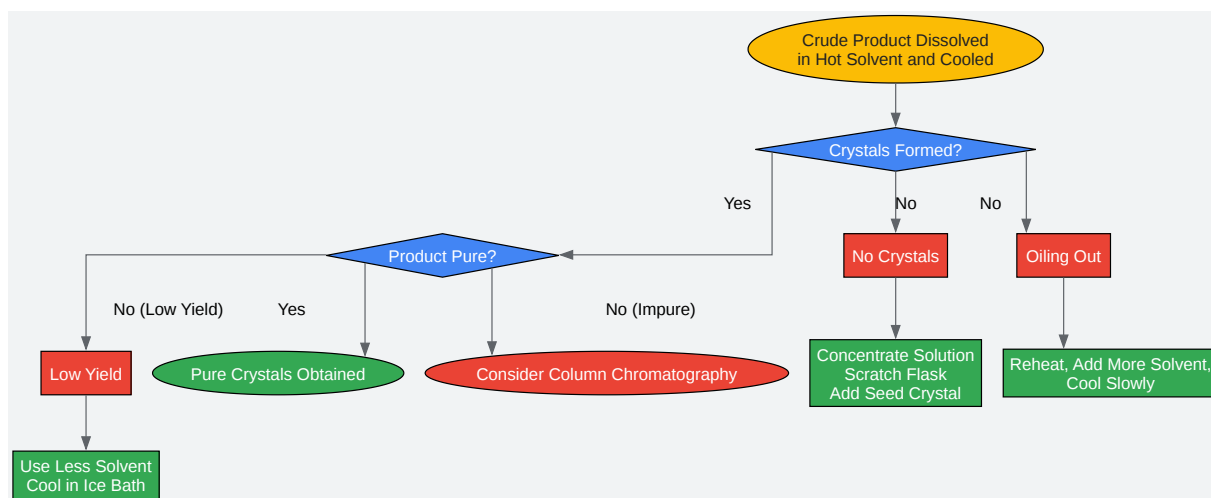 Crude Product Dissolved
in Hot Solvent and Cooled
Crystals Formed?
Yes
No
No
Product Pure?
No Crystals
Oiling Out
No (Low Yield)
Yes
No (Impure)
Low Yield
Pure Crystals Obtained
Consider Column Chromatography
Concentrate Solution
Scratch Flask
Add Seed Crystal
Reheat, Add More Solvent,
Cool Slowly
Use Less Solvent
Cool in Ice Bath